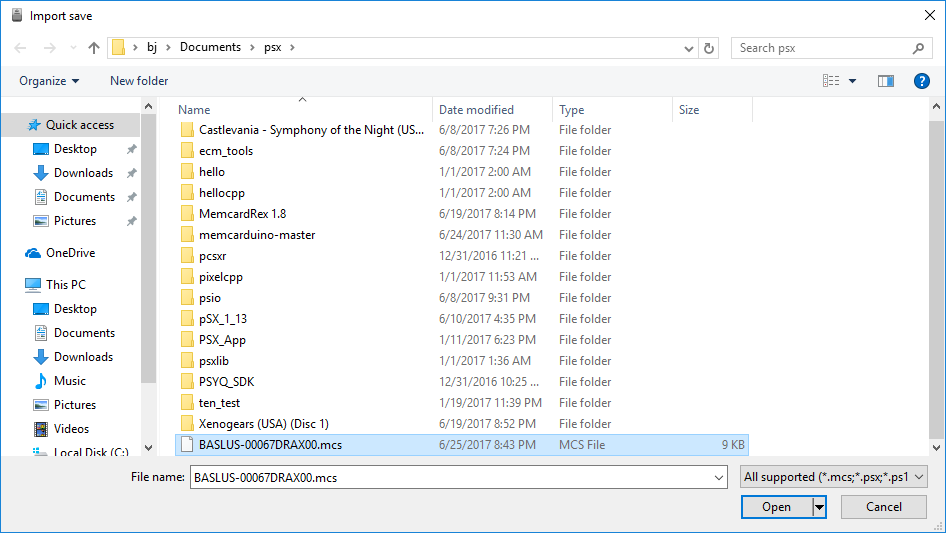 Import save
bj Documents psx
Search psx
Organize New folder
Name Date modified Type Size
Quick access
Desktop
Downloads
Documents
Pictures
OneDrive
This PC
Desktop
Documents
Downloads
Music
Pictures
Videos
Local Disk (C:)
Castlevania - Symphony of the Night (US... 6/8/2017 7:26 PM File folder
ecm_tools 6/8/2017 7:24 PM File folder
hello 1/1/2017 2:00 AM File folder
hellocpp 1/1/2017 2:00 AM File folder
MemcardRex 1.8 6/19/2017 8:14 PM File folder
memcarduino-master 6/24/2017 11:30 AM File folder
pcsxr 12/31/2016 11:21 ... File folder
pixelcpp 1/1/2017 11:53 AM File folder
psio 6/8/2017 9:31 PM File folder
pSX_1_13 6/10/2017 4:35 PM File folder
PSX_App 1/11/2017 6:23 PM File folder
psxlib 1/1/2017 1:36 AM File folder
PSYQ_SDK 12/31/2016 10:25 ... File folder
ten_test 1/19/2017 11:39 PM File folder
Xenogears (USA) (Disc 1) 6/19/2017 8:52 PM File folder
BASLUS-00067DRAX00.mcs 6/25/2017 8:43 PM MCS File 9 KB
File name: BASLUS-00067DRAX00.mcs
All supported (*.mcs;*.psx;*.ps1
Open Cancel